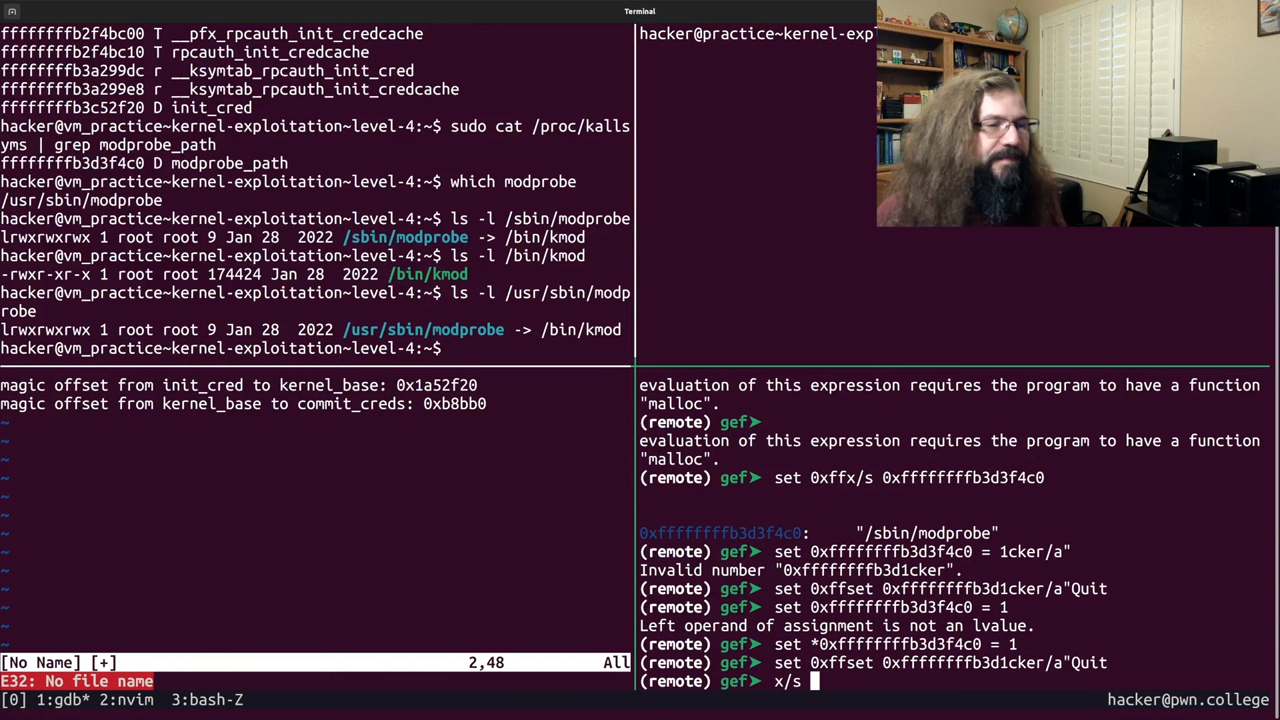 Terminal
ffffffffb2f4bc00 T __pfx_rpcauth_init_credcache
ffffffffb2f4bc10 T rpcauth_init_credcache
ffffffffb3a299dc r __ksymtab_rpcauth_init_cred
ffffffffb3a299e8 r __ksymtab_rpcauth_init_credcache
ffffffffb3c52f20 D init_cred
hacker@vm_practice~kernel-exploitation~level-4:~$ sudo cat /proc/kalls
yms | grep modprobe_path
ffffffffb3d3f4c0 D modprobe_path
hacker@vm_practice~kernel-exploitation~level-4:~$ which modprobe
/usr/sbin/modprobe
hacker@vm_practice~kernel-exploitation~level-4:~$ ls -l /sbin/modprobe
lrwxrwxrwx 1 root root 9 Jan 28  2022 /sbin/modprobe -> /bin/kmod
hacker@vm_practice~kernel-exploitation~level-4:~$ ls -l /bin/kmod
-rwxr-xr-x 1 root root 174424 Jan 28  2022 /bin/kmod
hacker@vm_practice~kernel-exploitation~level-4:~$ ls -l /usr/sbin/modp
robe
lrwxrwxrwx 1 root root 9 Jan 28  2022 /usr/sbin/modprobe -> /bin/kmod
hacker@vm_practice~kernel-exploitation~level-4:~$
hacker@practice~kernel-exp
magic offset from init_cred to kernel_base: 0x1a52f20
magic offset from kernel_base to commit_creds: 0xb8bb0
~
~
~
~
~
~
~
~
~
~
~
~
~
[No Name] [+] 2,48 All
E32: No file name
evaluation of this expression requires the program to have a function
"malloc".
(remote) gef➤
evaluation of this expression requires the program to have a function
"malloc".
(remote) gef➤  set 0xffx/s 0xffffffffb3d3f4c0
0xffffffffb3d3f4c0:     "/sbin/modprobe"
(remote) gef➤  set 0xffffffffb3d3f4c0 = 1cker/a"
Invalid number "0xffffffffb3d1cker".
(remote) gef➤  set 0xffset 0xffffffffb3d1cker/a"Quit
(remote) gef➤  set 0xffffffffb3d3f4c0 = 1
Left operand of assignment is not an lvalue.
(remote) gef➤  set *0xffffffffb3d3f4c0 = 1
(remote) gef➤  set 0xffset 0xffffffffb3d1cker/a"Quit
(remote) gef➤  x/s
[0] 1:gdb* 2:nvim  3:bash-Z hacker@pwn.college